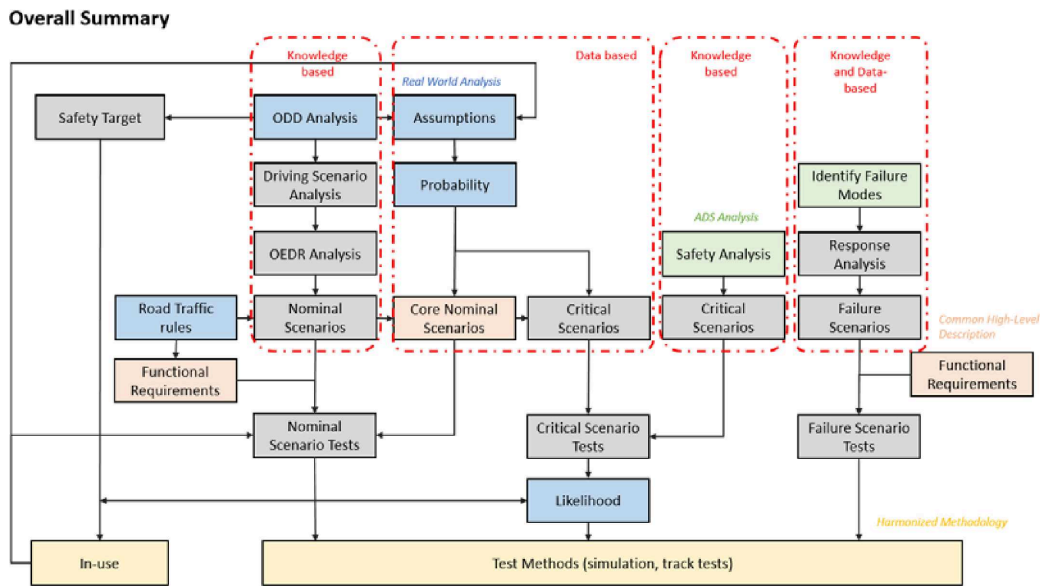 Overall Summary
Knowledge
based
Data based
Knowledge
based
Knowledge
and Data-
based
Real World Analysis
Safety Target
ODD Analysis
Assumptions
Driving Scenario
Analysis
Probability
Identify Failure
Modes
ADS Analysis
OEDR Analysis
Safety Analysis
Response
Analysis
Road Traffic
rules
Nominal
Scenarios
Core Nominal
Scenarios
Critical
Scenarios
Critical
Scenarios
Failure
Scenarios
Common High-Level
Description
Functional
Requirements
Functional
Requirements
Nominal
Scenario Tests
Critical Scenario
Tests
Failure Scenario
Tests
Likelihood
Harmonized Methodology
In-use
Test Methods (simulation, track tests)